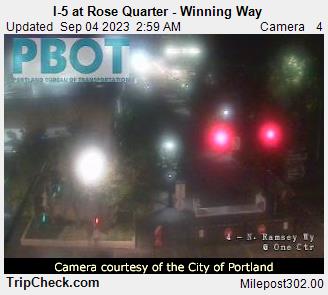 I-5 at Rose Quarter - Winning Way
Updated Sep 04 2023 2:59 AM Camera 4
PBOT
PORTLAND BUREAU OF TRANSPORTATION
4 - N. Ramsey Wy
@ One Ctr
Camera courtesy of the City of Portland
TripCheck.com Milepost302.00